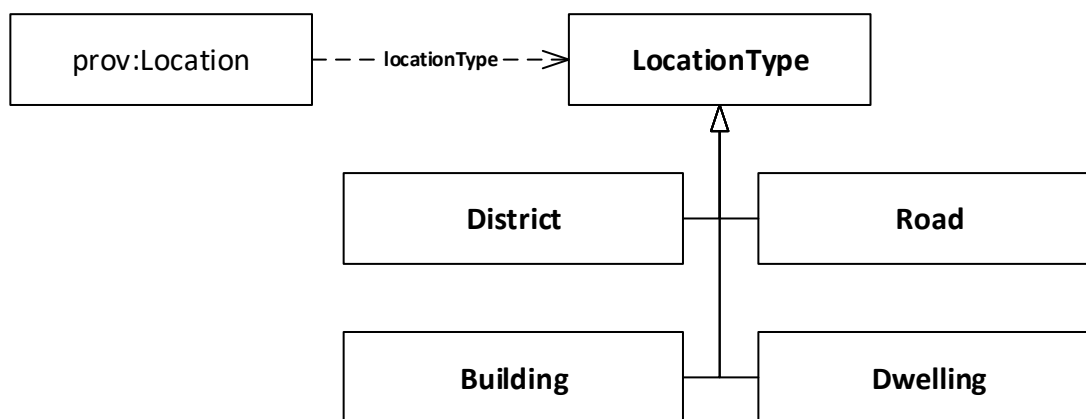 prov:Location
locationType
LocationType
District
Road
Building
Dwelling